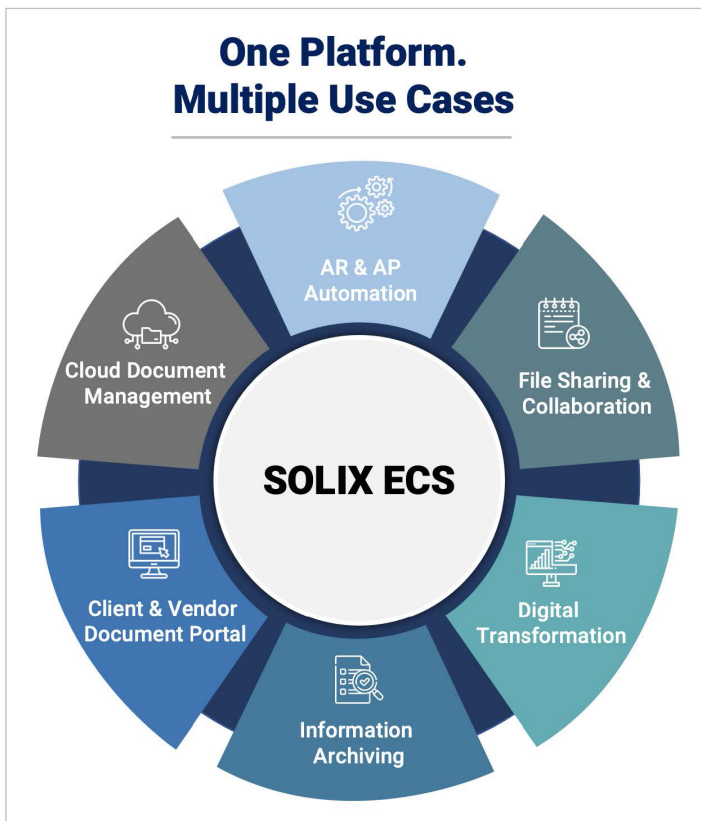 One Platform.
Multiple Use Cases
AR & AP
Automation
File Sharing &
Collaboration
Digital
Transformation
Information
Archiving
Client & Vendor
Document Portal
Cloud Document
Management
SOLIX ECS